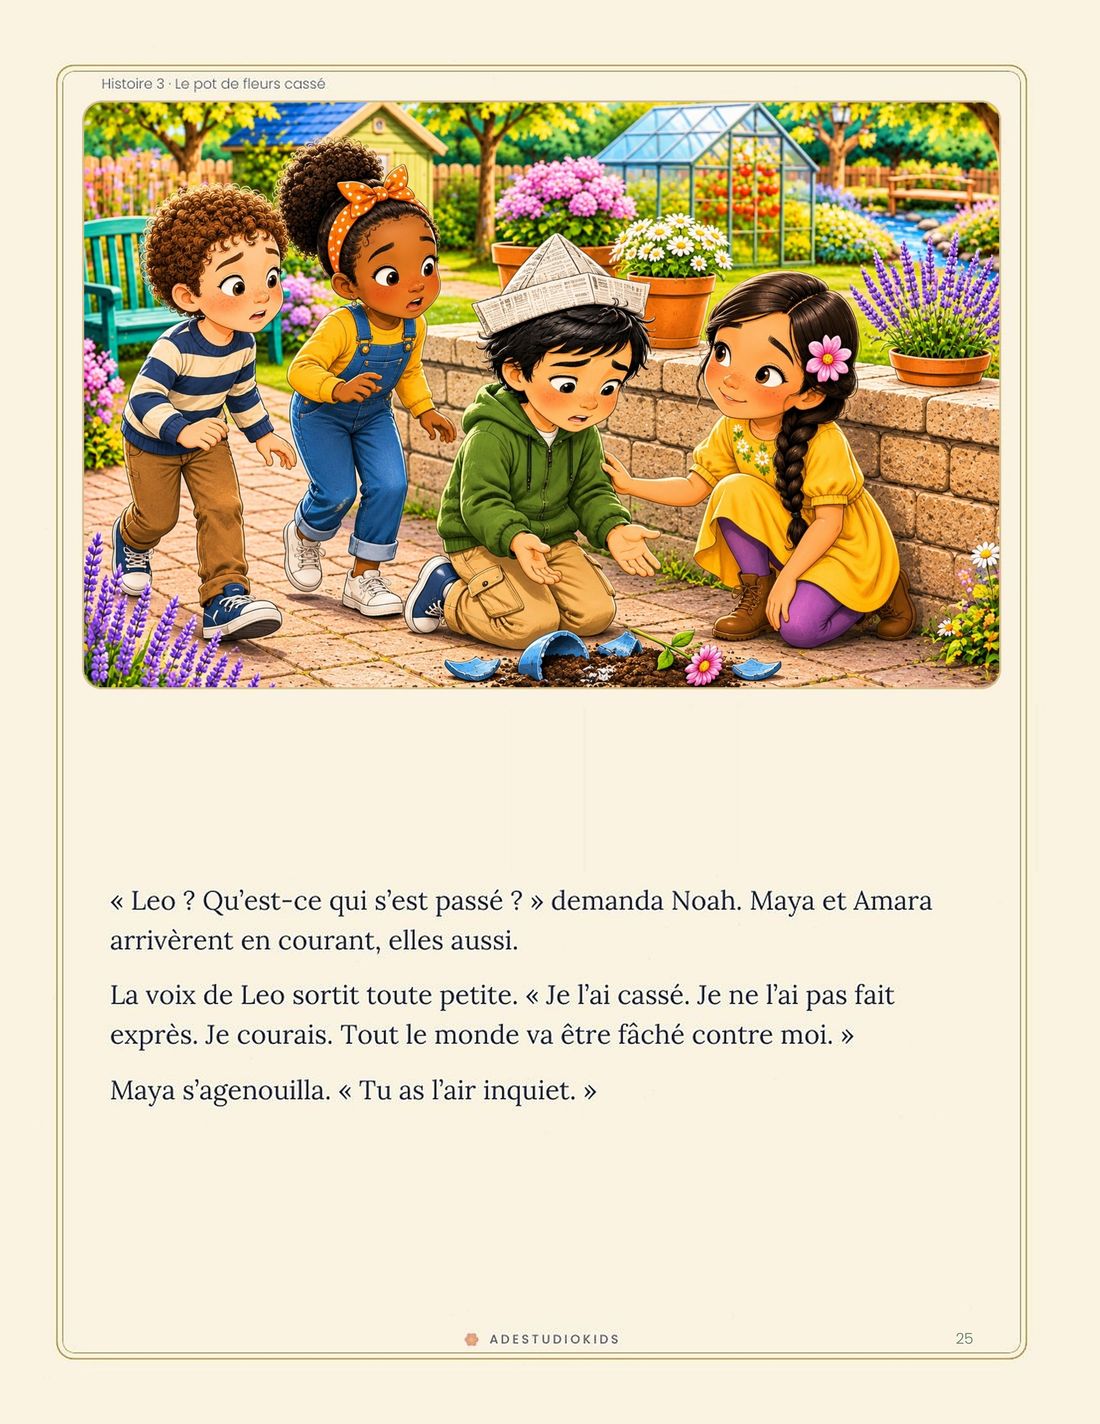 Histoire 3 · Le pot de fleurs cassé
« Leo ? Qu’est-ce qui s’est passé ? » demanda Noah. Maya et Amara
arrivèrent en courant, elles aussi.
La voix de Leo sortit toute petite. « Je l’ai cassé. Je ne l’ai pas fait
exprès. Je courais. Tout le monde va être fâché contre moi. »
Maya s’agenouilla. « Tu as l’air inquiet. »
ADESTUDIOKIDS
25